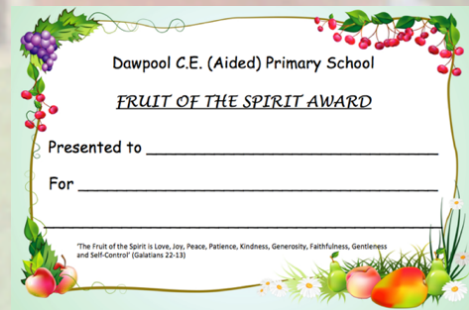 Dawpool C.E. (Aided) Primary School
FRUIT OF THE SPIRIT AWARD
Presented to
For
'The Fruit of the Spirit is Love, Joy, Peace, Patience, Kindness, Generosity, Faithfulness, Gentleness
and Self-Control' (Galatians 22-13)